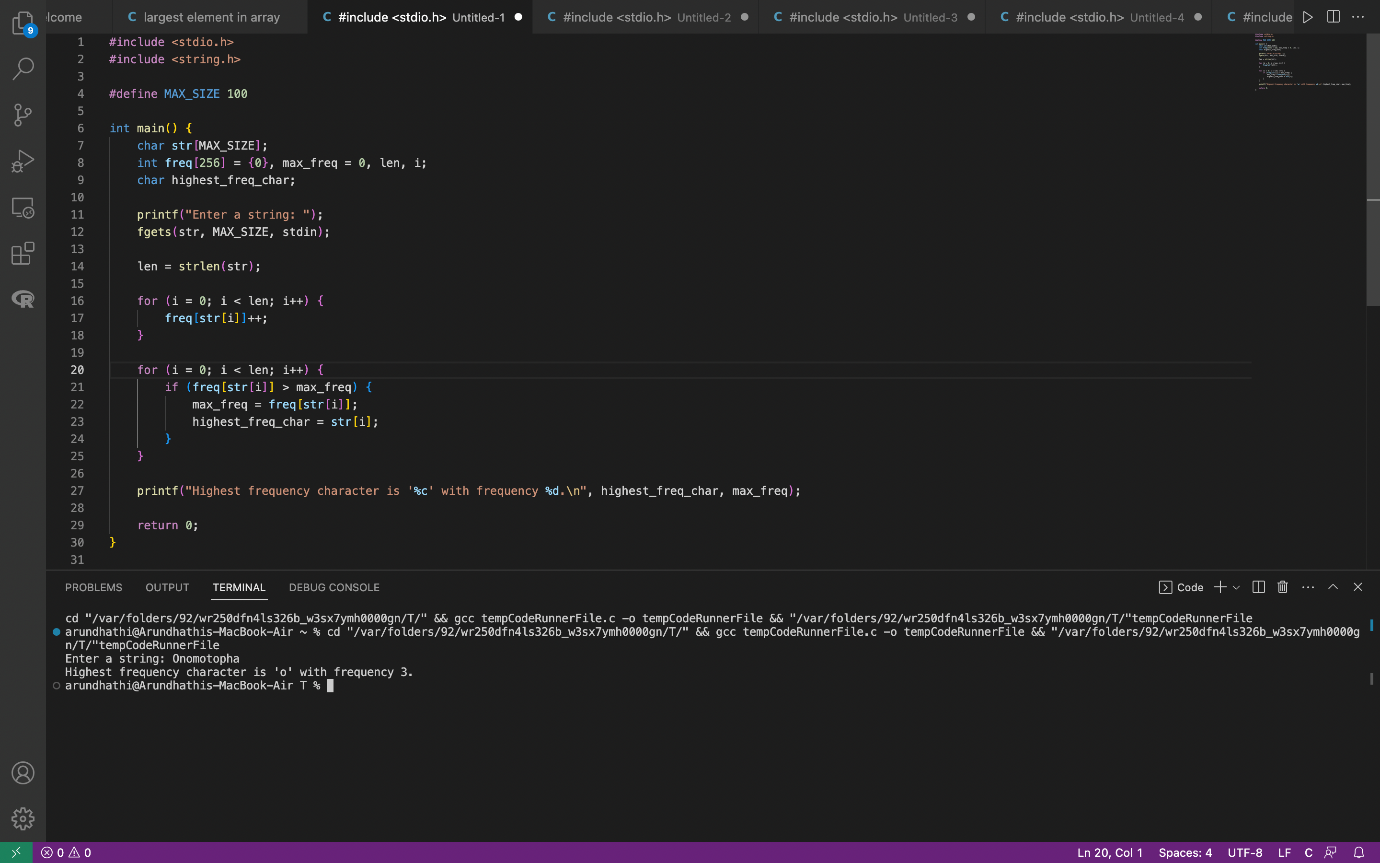 lcome C largest element in array C #include <stdio.h> Untitled-1 C #include <stdio.h> Untitled-2 C #include <stdio.h> Untitled-3 C #include <stdio.h> Untitled-4 C #include
9
1 #include <stdio.h>
2 #include <string.h>
3
4 #define MAX_SIZE 100
5
6 int main() {
7     char str[MAX_SIZE];
8     int freq[256] = {0}, max_freq = 0, len, i;
9     char highest_freq_char;
10
11     printf("Enter a string: ");
12     fgets(str, MAX_SIZE, stdin);
13
14     len = strlen(str);
15
16     for (i = 0; i < len; i++) {
17         freq[str[i]]++;
18     }
19
20     for (i = 0; i < len; i++) {
21         if (freq[str[i]] > max_freq) {
22             max_freq = freq[str[i]];
23             highest_freq_char = str[i];
24         }
25     }
26
27     printf("Highest frequency character is '%c' with frequency %d.\n", highest_freq_char, max_freq);
28
29     return 0;
30 }
31
PROBLEMS OUTPUT TERMINAL DEBUG CONSOLE Code
cd "/var/folders/92/wr250dfn4ls326b_w3sx7ymh0000gn/T/" && gcc tempCodeRunnerFile.c -o tempCodeRunnerFile && "/var/folders/92/wr250dfn4ls326b_w3sx7ymh0000gn/T/"tempCodeRunnerFile
arundhathi@Arundhathis-MacBook-Air ~ % cd "/var/folders/92/wr250dfn4ls326b_w3sx7ymh0000gn/T/" && gcc tempCodeRunnerFile.c -o tempCodeRunnerFile && "/var/folders/92/wr250dfn4ls326b_w3sx7ymh0000g
n/T/"tempCodeRunnerFile
Enter a string: Onomotopha
Highest frequency character is 'o' with frequency 3.
arundhathi@Arundhathis-MacBook-Air T %
0 0 Ln 20, Col 1 Spaces: 4 UTF-8 LF C